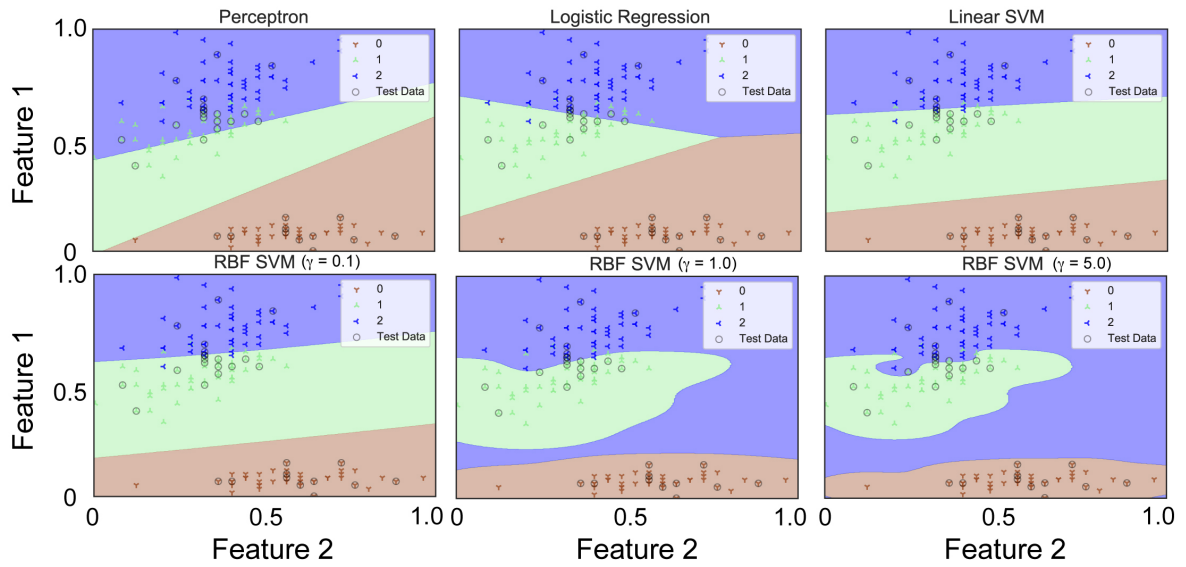 Perceptron
Logistic Regression
Linear SVM
Feature 1
1.0
0.5
0
0
1
2
Test Data
0
1
2
Test Data
0
1
2
Test Data
RBF SVM (γ = 0.1)
RBF SVM (γ = 1.0)
RBF SVM (γ = 5.0)
Feature 1
1.0
0.5
0
0
1
2
Test Data
0
1
2
Test Data
0
1
2
Test Data
0 0.5 1.0
0 0.5 1.0
0 0.5 1.0
Feature 2
Feature 2
Feature 2